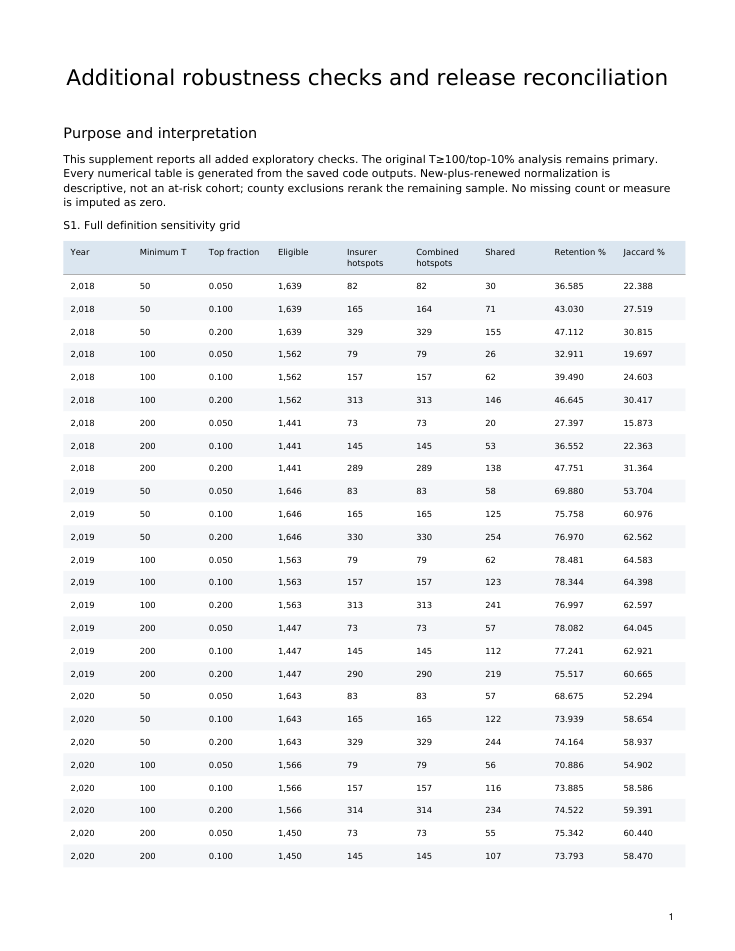 Additional robustness checks and release reconciliation
Purpose and interpretation
This supplement reports all added exploratory checks. The original T≥100/top-10% analysis remains primary.
Every numerical table is generated from the saved code outputs. New-plus-renewed normalization is
descriptive, not an at-risk cohort; county exclusions rerank the remaining sample. No missing count or measure
is imputed as zero.
S1. Full definition sensitivity grid
Year Minimum T Top fraction Eligible Insurer hotspots Combined hotspots Shared Retention % Jaccard %
2,018 50 0.050 1,639 82 82 30 36.585 22.388
2,018 50 0.100 1,639 165 164 71 43.030 27.519
2,018 50 0.200 1,639 329 329 155 47.112 30.815
2,018 100 0.050 1,562 79 79 26 32.911 19.697
2,018 100 0.100 1,562 157 157 62 39.490 24.603
2,018 100 0.200 1,562 313 313 146 46.645 30.417
2,018 200 0.050 1,441 73 73 20 27.397 15.873
2,018 200 0.100 1,441 145 145 53 36.552 22.363
2,018 200 0.200 1,441 289 289 138 47.751 31.364
2,019 50 0.050 1,646 83 83 58 69.880 53.704
2,019 50 0.100 1,646 165 165 125 75.758 60.976
2,019 50 0.200 1,646 330 330 254 76.970 62.562
2,019 100 0.050 1,563 79 79 62 78.481 64.583
2,019 100 0.100 1,563 157 157 123 78.344 64.398
2,019 100 0.200 1,563 313 313 241 76.997 62.597
2,019 200 0.050 1,447 73 73 57 78.082 64.045
2,019 200 0.100 1,447 145 145 112 77.241 62.921
2,019 200 0.200 1,447 290 290 219 75.517 60.665
2,020 50 0.050 1,643 83 83 57 68.675 52.294
2,020 50 0.100 1,643 165 165 122 73.939 58.654
2,020 50 0.200 1,643 329 329 244 74.164 58.937
2,020 100 0.050 1,566 79 79 56 70.886 54.902
2,020 100 0.100 1,566 157 157 116 73.885 58.586
2,020 100 0.200 1,566 314 314 234 74.522 59.391
2,020 200 0.050 1,450 73 73 55 75.342 60.440
2,020 200 0.100 1,450 145 145 107 73.793 58.470
1